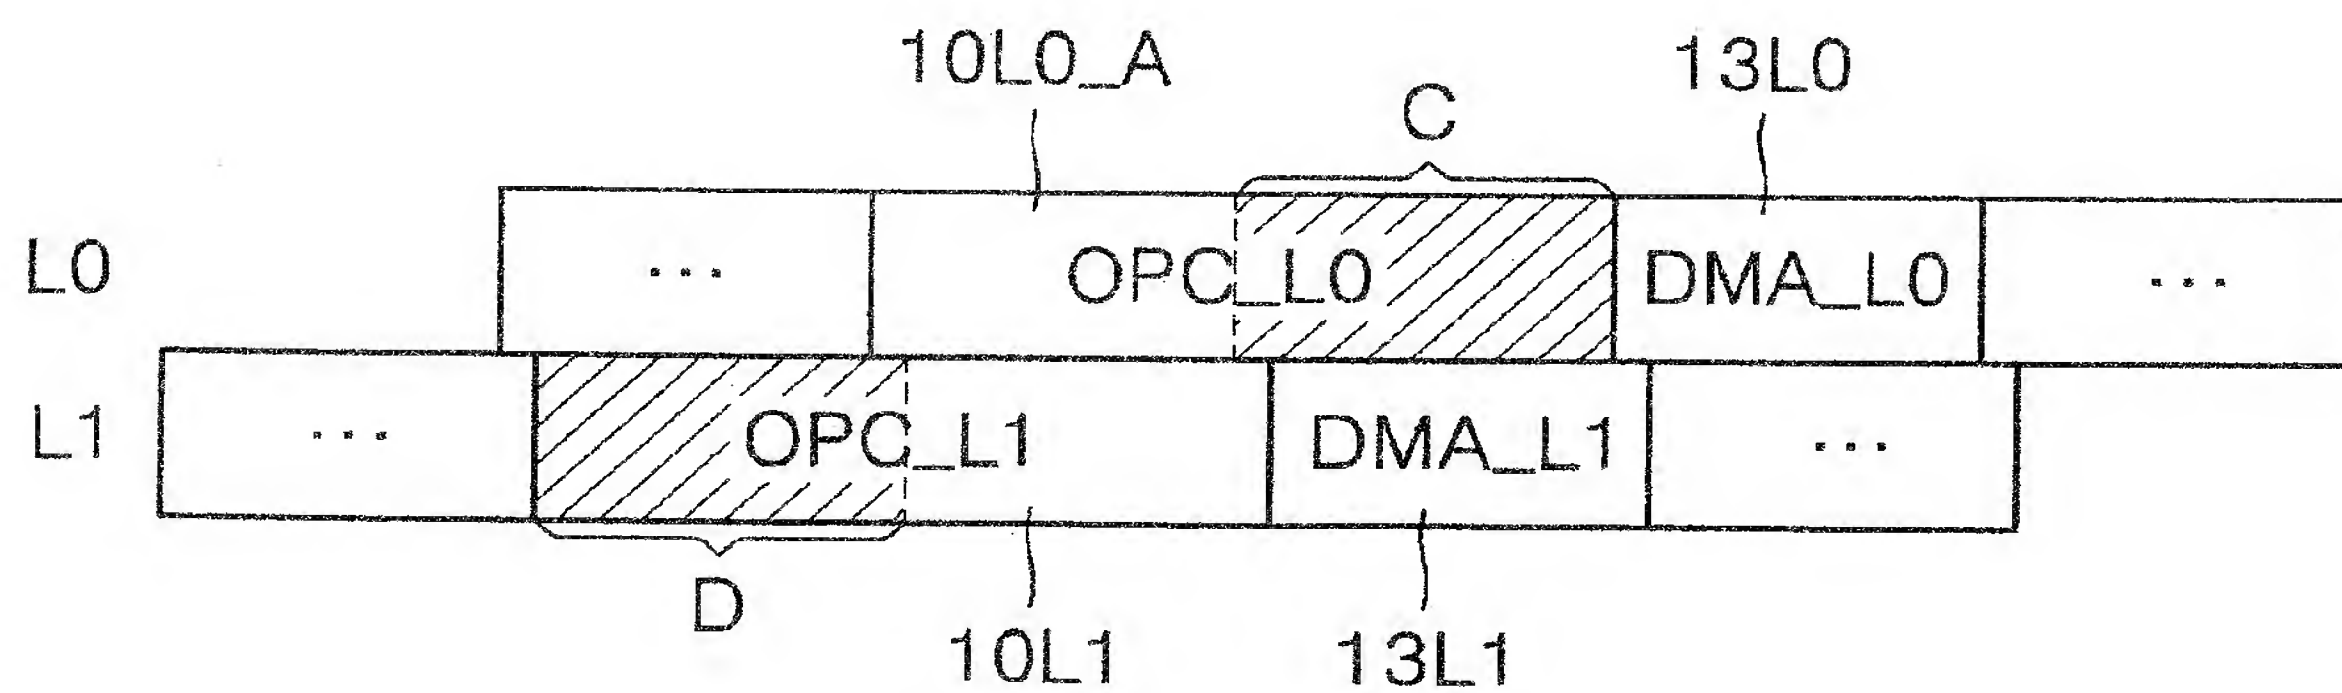 10L0_A
13L0
C
L0 ... OPC_L0 DMA_L0 ...
L1 ... OPC_L1 DMA_L1 ...
D
10L1
13L1